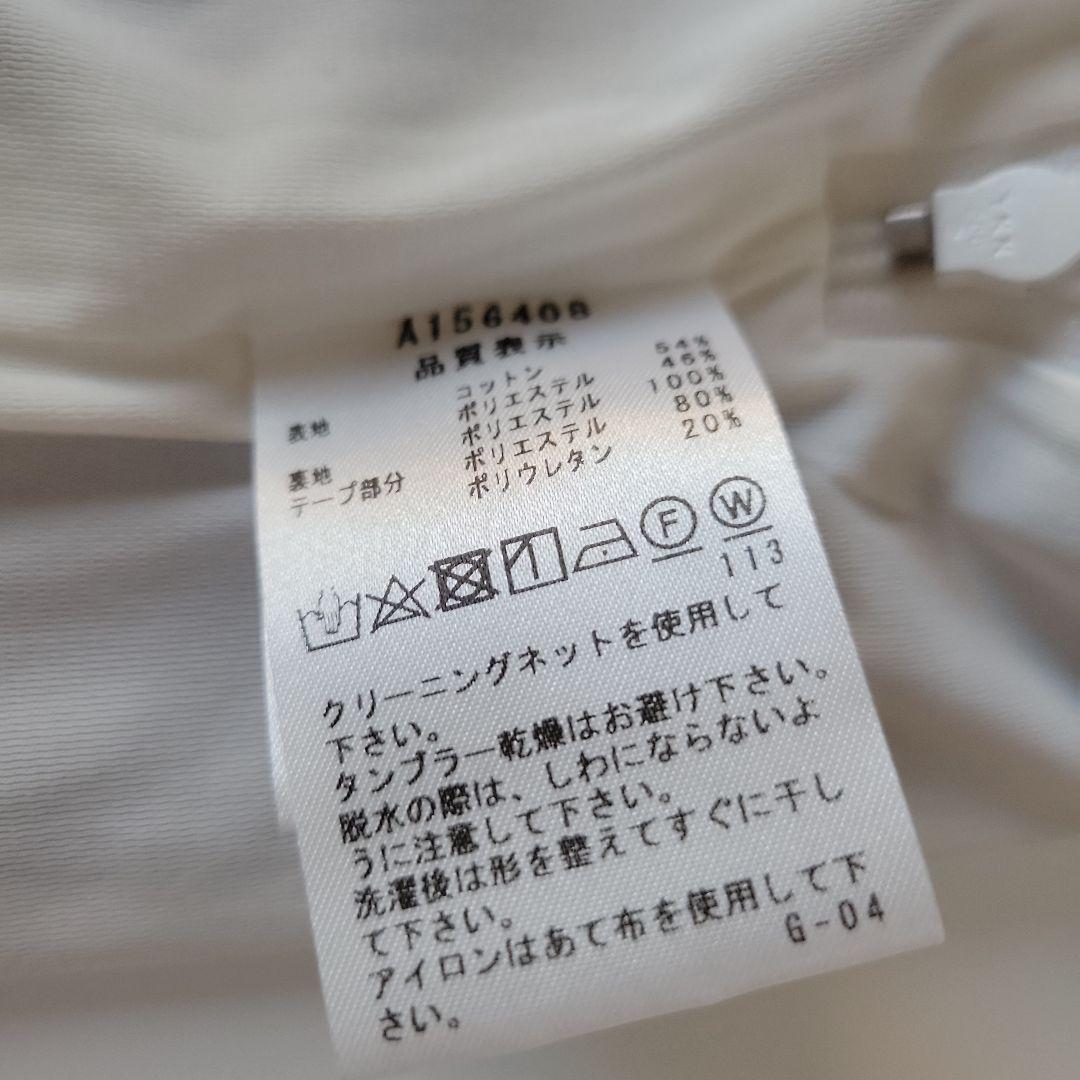 A156408
品質表示
表地 コットン 54%
ポリエステル 46%
裏地 ポリエステル 100%
テープ部分 ポリエステル 80%
ポリウレタン 20%
F W
113
クリーニングネットを使用して
下さい。
タンブラー乾燥はお避け下さい。
脱水の際は、しわにならないよ
うに注意して下さい。
洗濯後は形を整えてすぐに干し
て下さい。
アイロンはあて布を使用して下
さい。
G-04